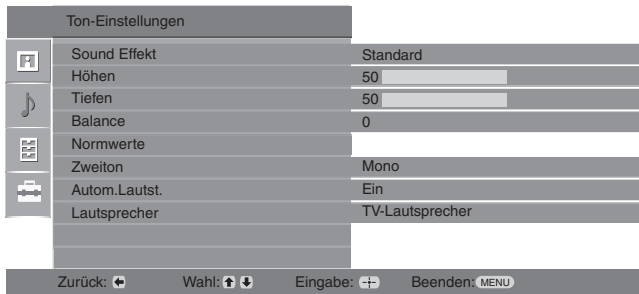 Ton-Einstellungen
Sound Effekt Standard
Höhen 50
Tiefen 50
Balance 0
Normwerte
Zweiton Mono
Autom.Lautst. Ein
Lautsprecher TV-Lautsprecher
Zurück: Wahl: Eingabe: Beenden: MENU